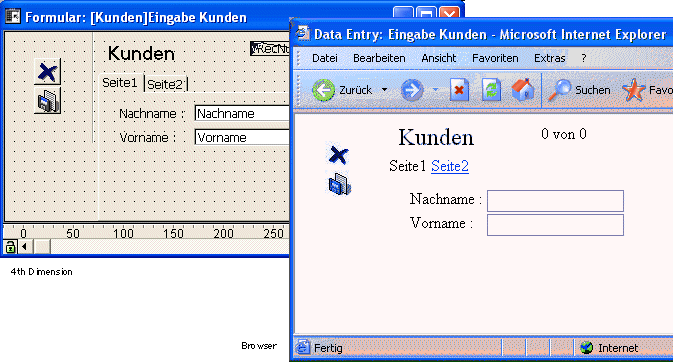 Formular: [Kunden]Eingabe Kunden
Kunden
Seite1 Seite2
Nachname : Nachname
Vorname : Vorname
0 50 100 150 200 250
4th Dimension
Browser
Data Entry: Eingabe Kunden - Microsoft Internet Explorer
Datei Bearbeiten Ansicht Favoriten Extras ?
Zurück Suchen Favo
Kunden 0 von 0
Seite1 Seite2
Nachname :
Vorname :
Fertig Internet